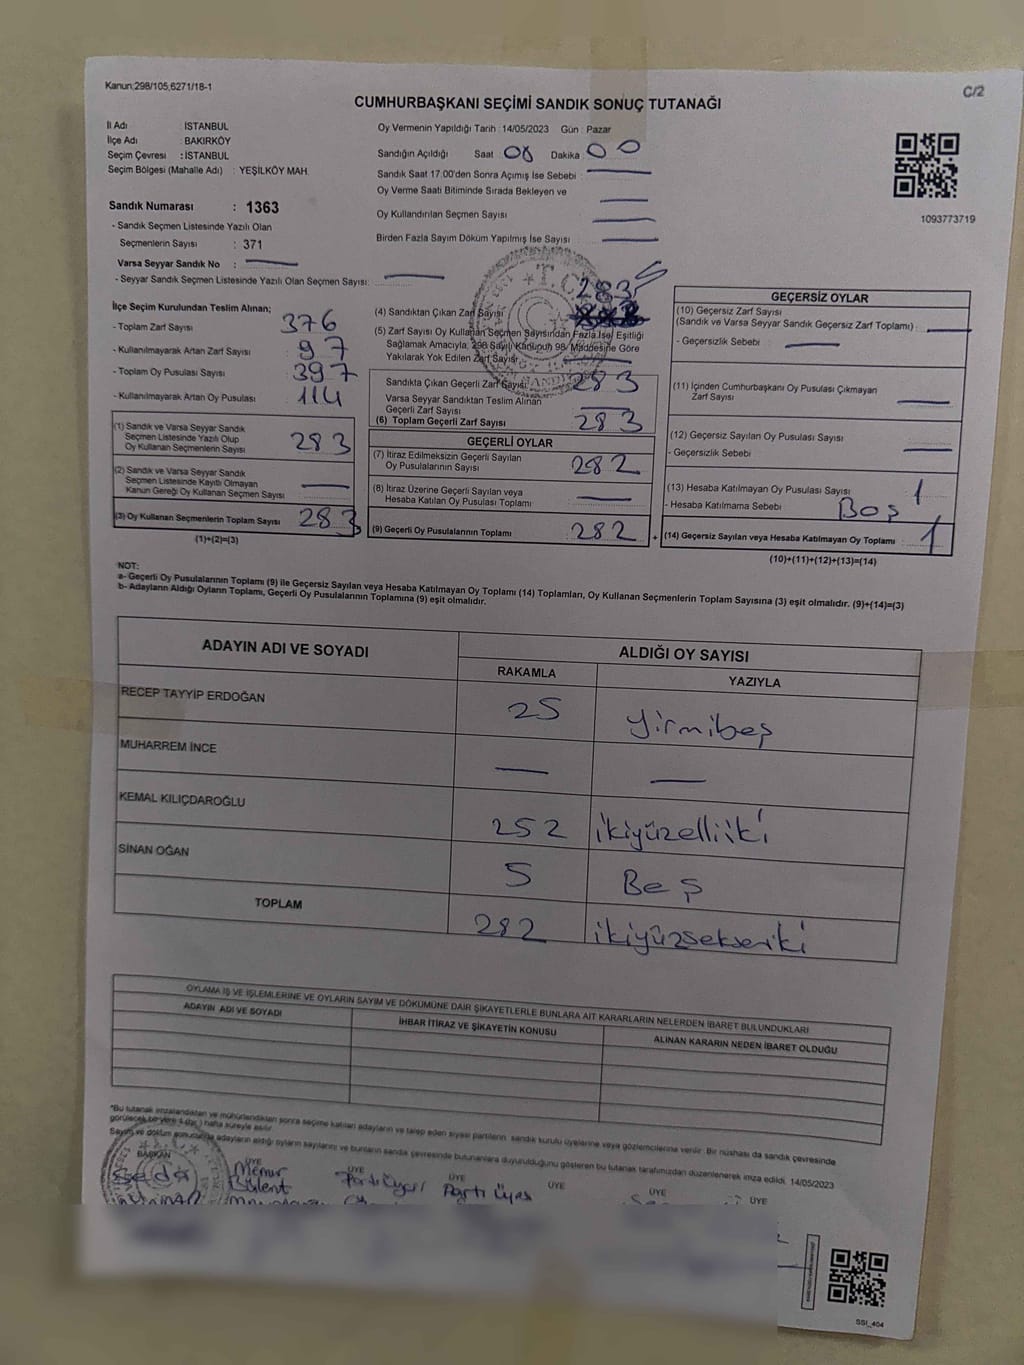 Kanun;298/105,6271/18-1
C/2
CUMHURBAŞKANI SEÇİMİ SANDIK SONUÇ TUTANAĞI
İl Adı : İSTANBUL
İlçe Adı : BAKIRKÖY
Seçim Çevresi : İSTANBUL
Seçim Bölgesi (Mahalle Adı) : YEŞİLKÖY MAH.
Sandık Numarası : 1363
- Sandık Seçmen Listesinde Yazılı Olan
Seçmenlerin Sayısı : 371
Varsa Seyyar Sandık No :
- Seyyar Sandık Seçmen Listesinde Yazılı Olan Seçmen Sayısı:
Oy Vermenin Yapıldığı Tarih : 14/05/2023 Gün : Pazar
Sandığın Açıldığı Saat : 08 Dakika : 00
Sandık Saat 17.00'den Sonra Açımış İse Sebebi :
Oy Verme Saati Bitiminde Sırada Bekleyen ve
Oy Kullandırılan Seçmen Sayısı
Birden Fazla Sayım Döküm Yapılmış İse Sayısı
1093773719
İlçe Seçim Kurulundan Teslim Alınan;
- Toplam Zarf Sayısı : 376
- Kullanılmayarak Artan Zarf Sayısı : 97
- Toplam Oy Pusulası Sayısı : 397
- Kullanılmayarak Artan Oy Pusulası : 114
(1) Sandık ve Varsa Seyyar Sandık
Seçmen Listesinde Yazılı Olup
Oy Kullanan Seçmenlerin Sayısı 283
(2) Sandık ve Varsa Seyyar Sandık
Seçmen Listesinde Kayıtlı Olmayan
Kanun Gereği Oy Kullanan Seçmen Sayısı
(3) Oy Kullanan Seçmenlerin Toplam Sayısı 283
(1)+(2)=(3)
(4) Sandıktan Çıkan Zarf Sayısı 283
(5) Zarf Sayısı Oy Kullanan Seçmen Sayısından Fazla İse, Eşitliği
Sağlamak Amacıyla, 298 Sayılı Kanunun 98. Maddesine Göre
Yakılarak Yok Edilen Zarf Sayısı
Sandıkta Çıkan Geçerli Zarf Sayısı: 283
Varsa Seyyar Sandıktan Teslim Alınan
Geçerli Zarf Sayısı
(6) Toplam Geçerli Zarf Sayısı 283
GEÇERLİ OYLAR
(7) İtiraz Edilmeksizin Geçerli Sayılan
Oy Pusulalarının Sayısı 282
(8) İtiraz Üzerine Geçerli Sayılan veya
Hesaba Katılan Oy Pusulası Toplamı
(9) Geçerli Oy Pusulalarının Toplamı 282 +
GEÇERSİZ OYLAR
(10) Geçersiz Zarf Sayısı
(Sandık ve Varsa Seyyar Sandık Geçersiz Zarf Toplamı) :
- Geçersizlik Sebebi :
(11) İçinden Cumhurbaşkanı Oy Pusulası Çıkmayan
Zarf Sayısı
(12) Geçersiz Sayılan Oy Pusulası Sayısı
- Geçersizlik Sebebi
(13) Hesaba Katılmayan Oy Pusulası Sayısı 1
- Hesaba Katılmama Sebebi Boş
(14) Geçersiz Sayılan veya Hesaba Katılmayan Oy Toplamı 1
(10)+(11)+(12)+(13)=(14)
NOT:
a- Geçerli Oy Pusulalarının Toplamı (9) ile Geçersiz Sayılan veya Hesaba Katılmayan Oy Toplamı (14) Toplamları, Oy Kullanan Seçmenlerin Toplam Sayısına (3) eşit olmalıdır. (9)+(14)=(3)
b- Adayların Aldığı Oyların Toplamı, Geçerli Oy Pusulalarının Toplamına (9) eşit olmalıdır.
ADAYIN ADI VE SOYADI ALDIĞI OY SAYISI
RAKAMLA YAZIYLA
RECEP TAYYİP ERDOĞAN 25 yirmibeş
MUHARREM İNCE — —
KEMAL KILIÇDAROĞLU 252 ikiyüzelliiki
SİNAN OĞAN 5 Beş
TOPLAM 282 ikiyüzsekseniki
OYLAMA İŞ VE İŞLEMLERİNE VE OYLARIN SAYIM VE DÖKÜMÜNE DAİR ŞİKAYETLERLE BUNLARA AİT KARARLARIN NELERDEN İBARET BULUNDUKLARI
ADAYIN ADI VE SOYADI İHBAR İTİRAZ VE ŞİKAYETİN KONUSU ALINAN KARARIN NEDEN İBARET OLDUĞU
*Bu tutanak imzalandıktan ve mühürlendikten sonra seçime katılan adayların ve talep eden siyasi partilerin, sandık kurulu üyelerine veya gözlemcilerine verilir. Bir nüshası da sandık çevresinde
görülecek bir yere süreyle asılır.
Sayım ve döküm sonucunda adayların aldığı oyların sayılarını ve bunların sandık çevresinde bulunanlara duyurulduğunu gösteren bu tutanak tarafımızdan düzenlenerek imza edildi. 14/05/2023
BAŞKAN ÜYE ÜYE ÜYE ÜYE ÜYE ÜYE
Seda Memur Parti Üyesi Parti Üyesi
Bülent
SSI_404